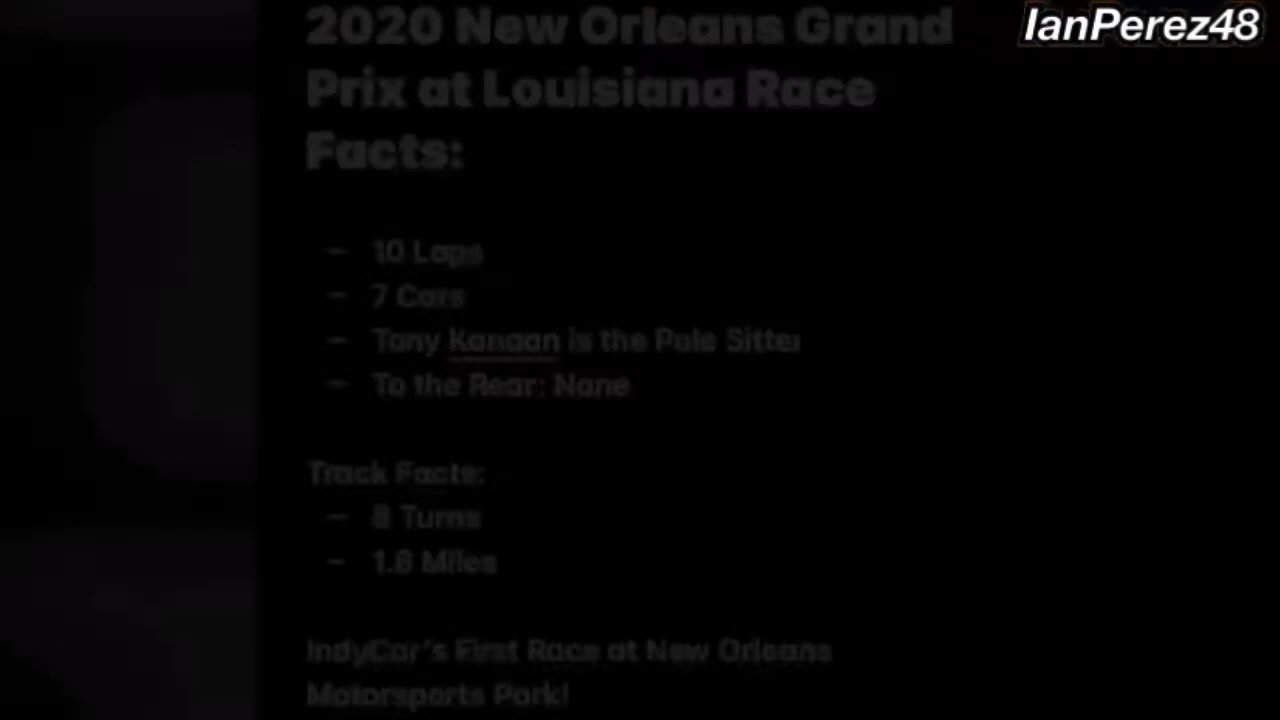 2020 New Orleans Grand
IanPerez48
Prix at Louisiana Race
Facts:
- 10 Laps
- 7 Cars
- Tony Kanaan is the Pole Sitter
- To the Rear: None
Track Facts:
- 8 Turns
- 1.8 Miles
IndyCar's First Race at New Orleans
Motorsports Park!